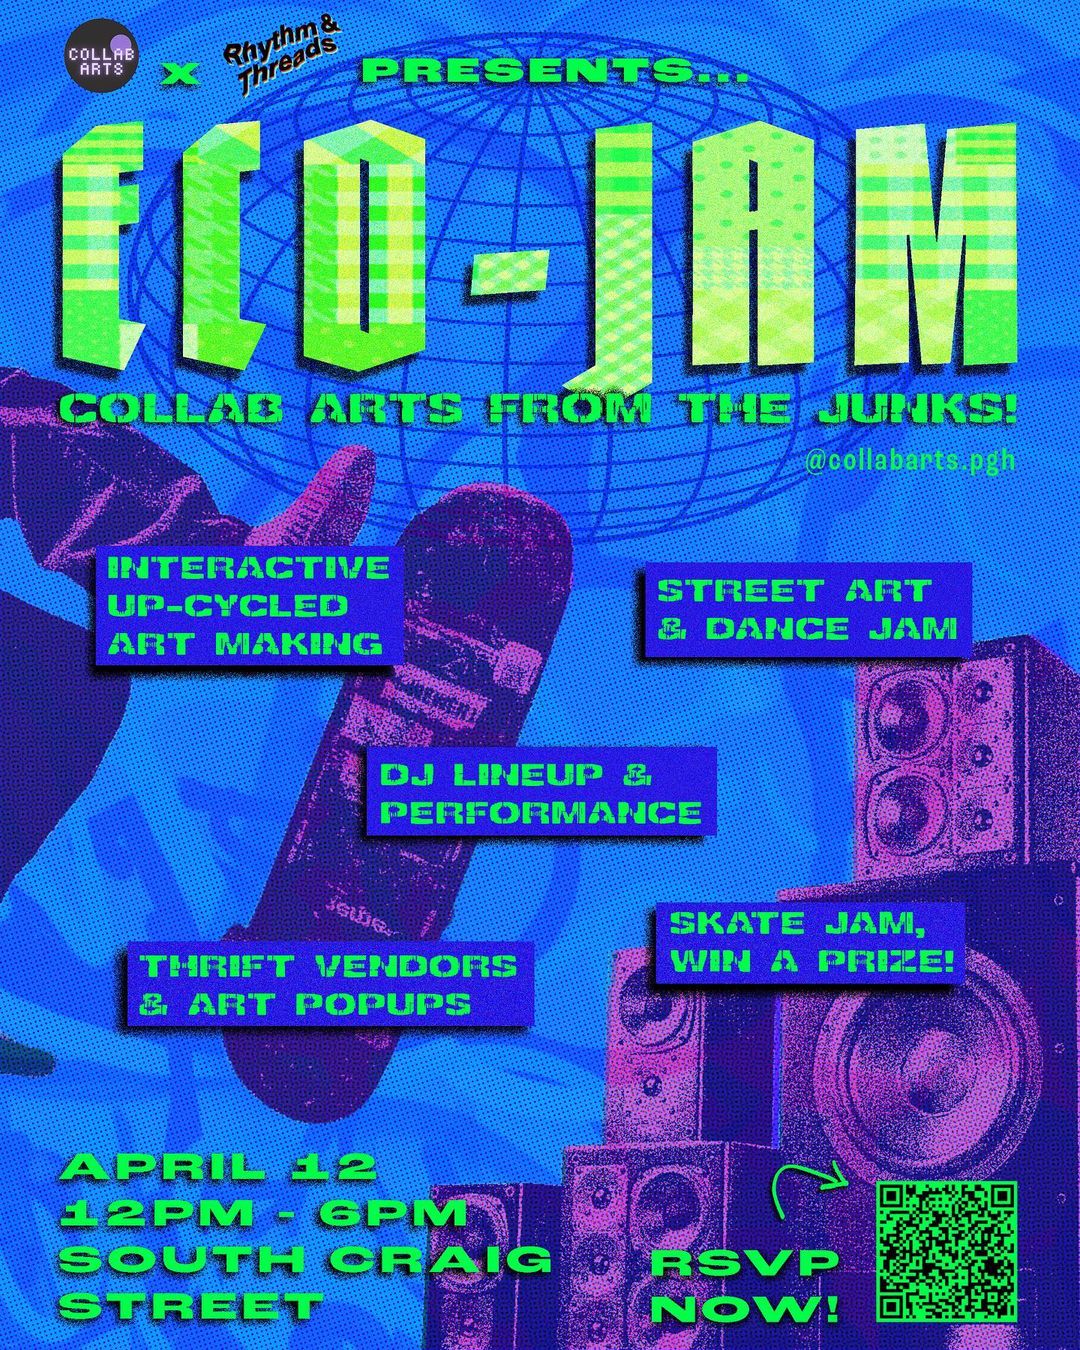 COLLAB
ARTS
X
Rhythm &
Threads
PRESENTS...
ECO-JAM
COLLAB ARTS FROM THE JUNKS!
@collabarts.pgh
INTERACTIVE
UP-CYCLED
ART MAKING
STREET ART
& DANCE JAM
DJ LINEUP &
PERFORMANCE
SKATE JAM,
WIN A PRIZE!
THRIFT VENDORS
& ART POPUPS
APRIL 12
12PM - 6PM
SOUTH CRAIG
STREET
RSVP
NOW!